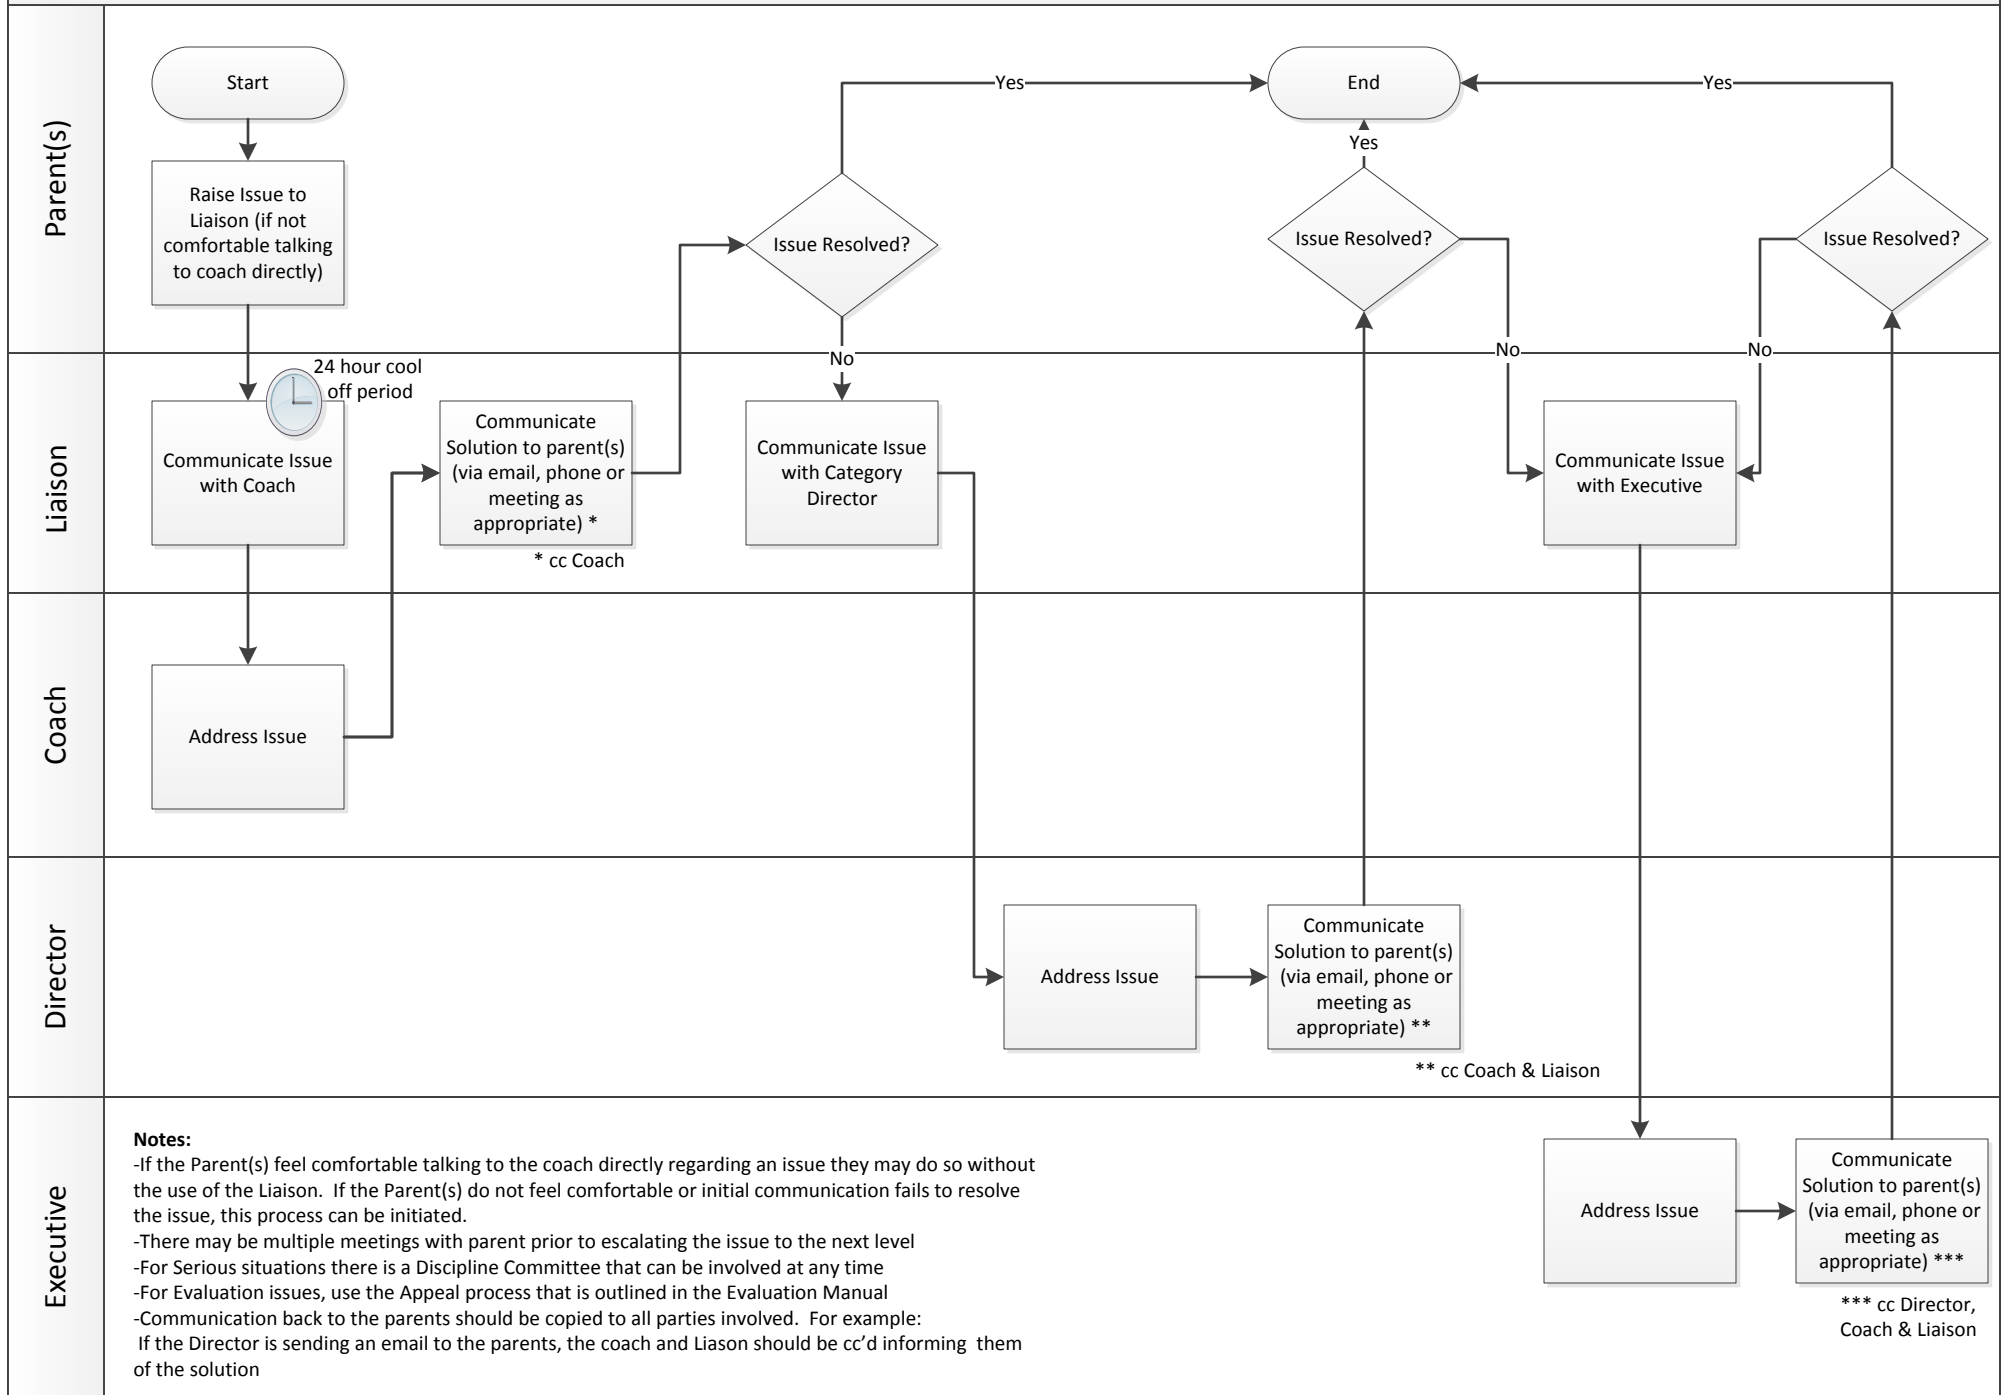 Parent(s)
Start
Raise Issue to
Liaison (if not
comfortable talking
to coach directly)
Yes
End
Yes
Yes
Issue Resolved?
Issue Resolved?
Issue Resolved?
No
No
No
Liaison
24 hour cool
off period
Communicate Issue
with Coach
Communicate
Solution to parent(s)
(via email, phone or
meeting as
appropriate) *
* cc Coach
Communicate Issue
with Category
Director
Communicate Issue
with Executive
Coach
Address Issue
Director
Address Issue
Communicate
Solution to parent(s)
(via email, phone or
meeting as
appropriate) **
** cc Coach & Liaison
Executive
Notes:
-If the Parent(s) feel comfortable talking to the coach directly regarding an issue they may do so without
the use of the Liaison.  If the Parent(s) do not feel comfortable or initial communication fails to resolve
the issue, this process can be initiated.
-There may be multiple meetings with parent prior to escalating the issue to the next level
-For Serious situations there is a Discipline Committee that can be involved at any time
-For Evaluation issues, use the Appeal process that is outlined in the Evaluation Manual
-Communication back to the parents should be copied to all parties involved.  For example:
If the Director is sending an email to the parents, the coach and Liason should be cc'd informing  them
of the solution
Address Issue
Communicate
Solution to parent(s)
(via email, phone or
meeting as
appropriate) ***
*** cc Director,
Coach & Liaison